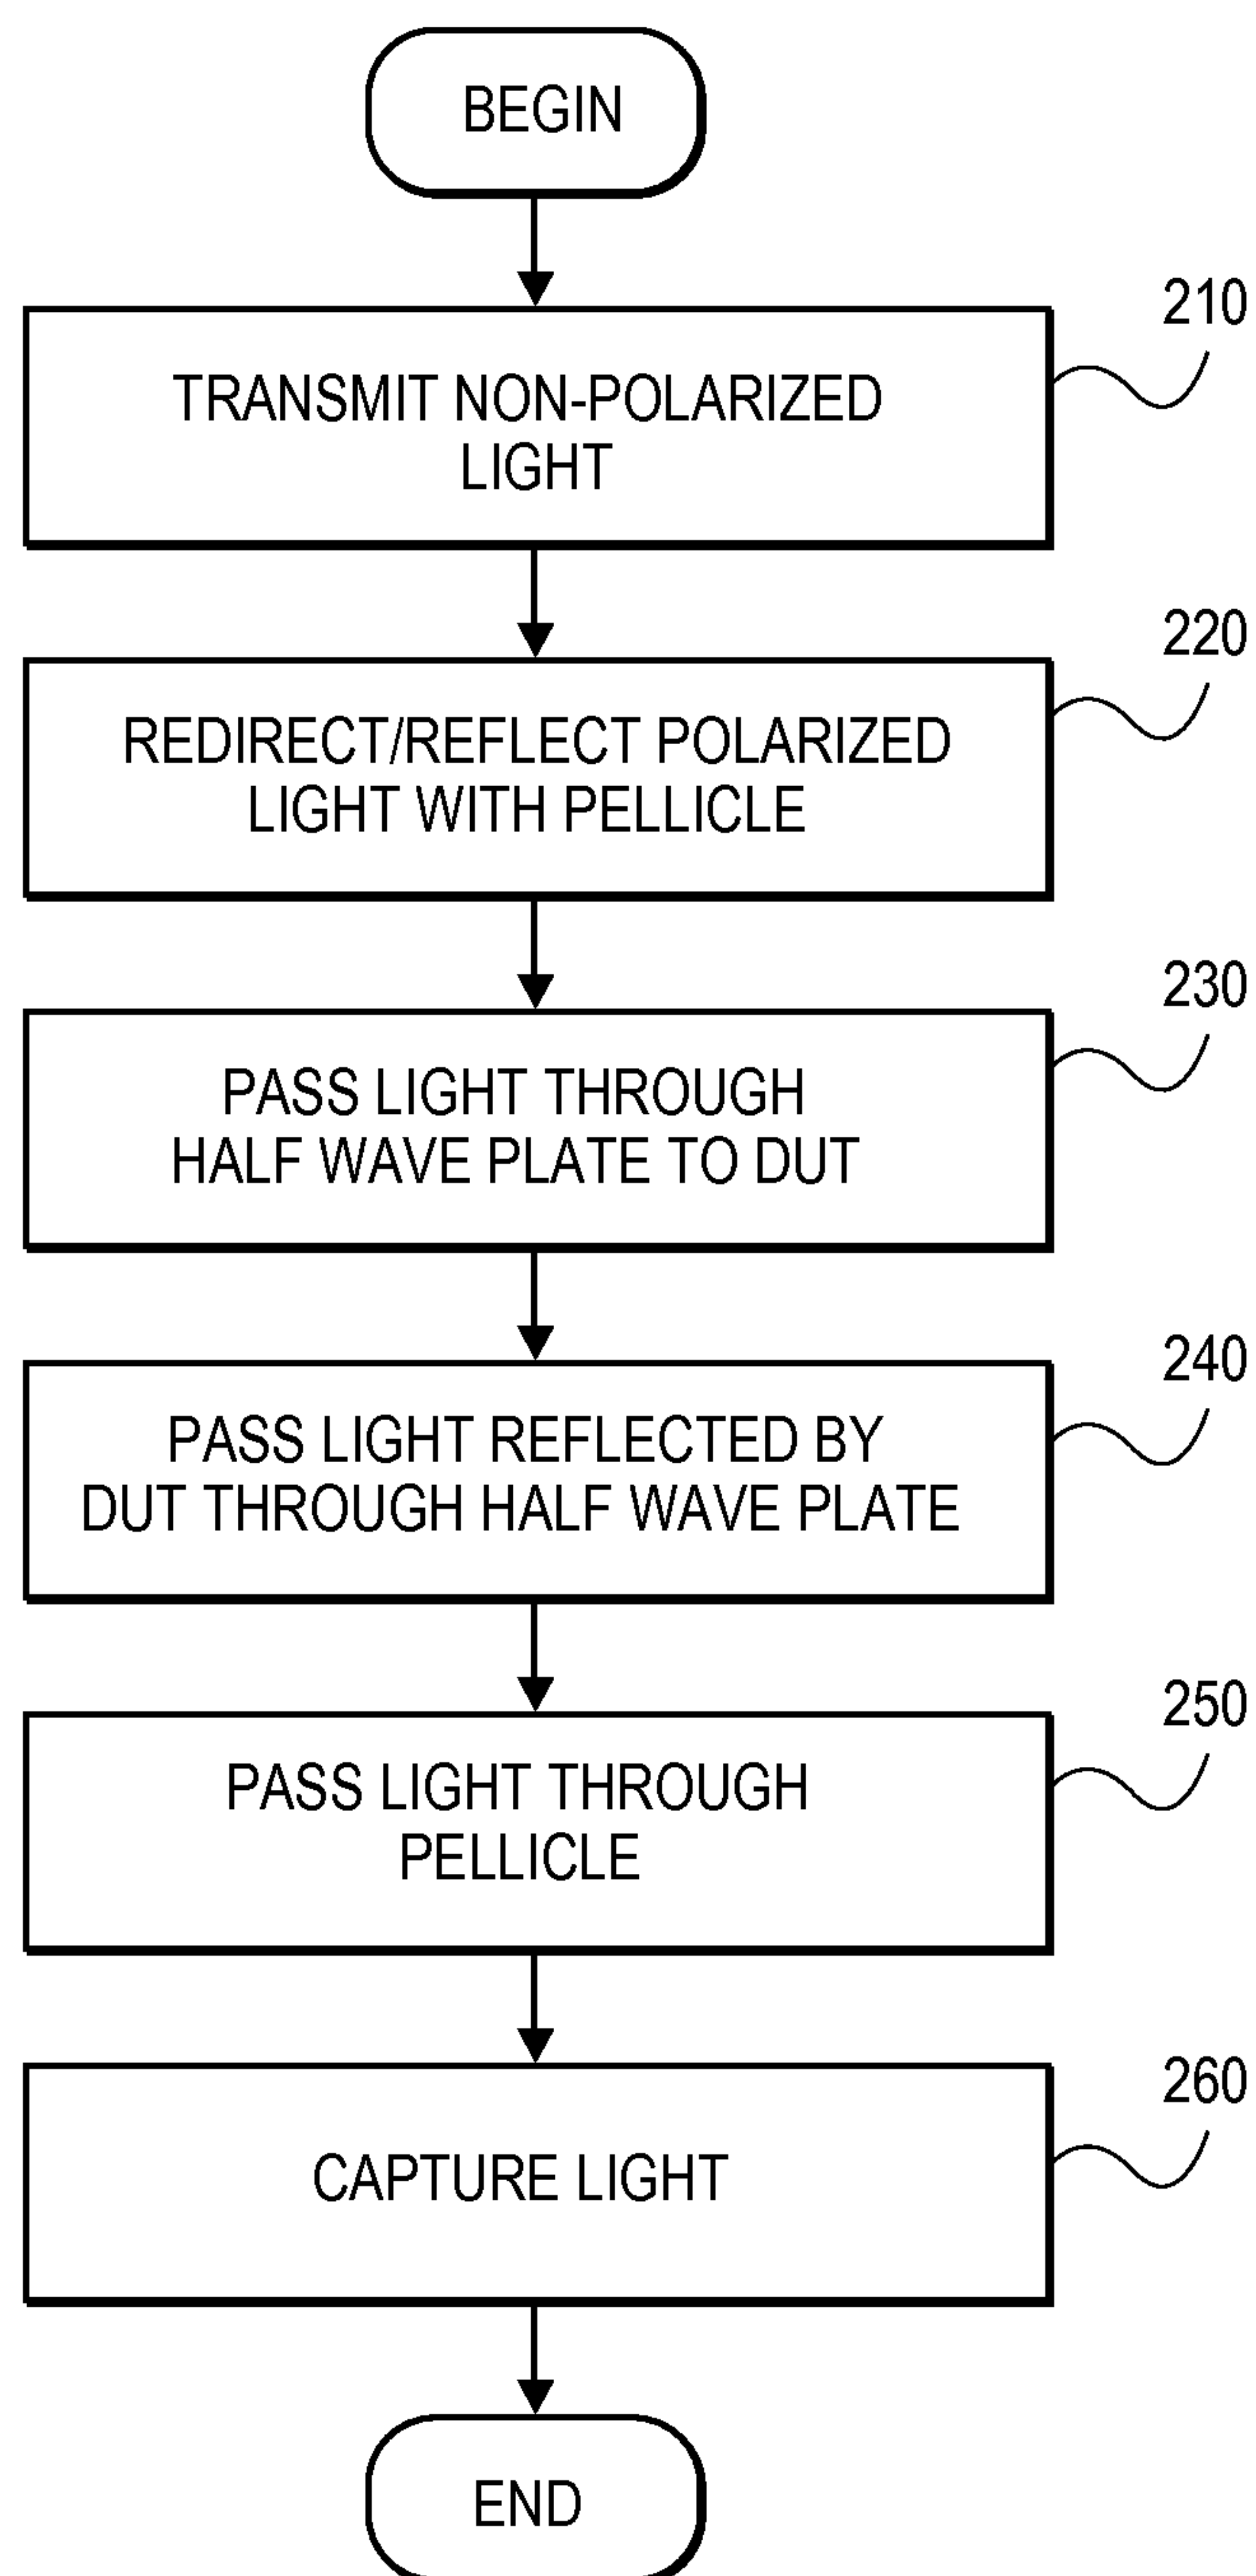 BEGIN
210
TRANSMIT NON-POLARIZED
LIGHT
220
REDIRECT/REFLECT POLARIZED
LIGHT WITH PELLICLE
230
PASS LIGHT THROUGH
HALF WAVE PLATE TO DUT
240
PASS LIGHT REFLECTED BY
DUT THROUGH HALF WAVE PLATE
250
PASS LIGHT THROUGH
PELLICLE
260
CAPTURE LIGHT
END